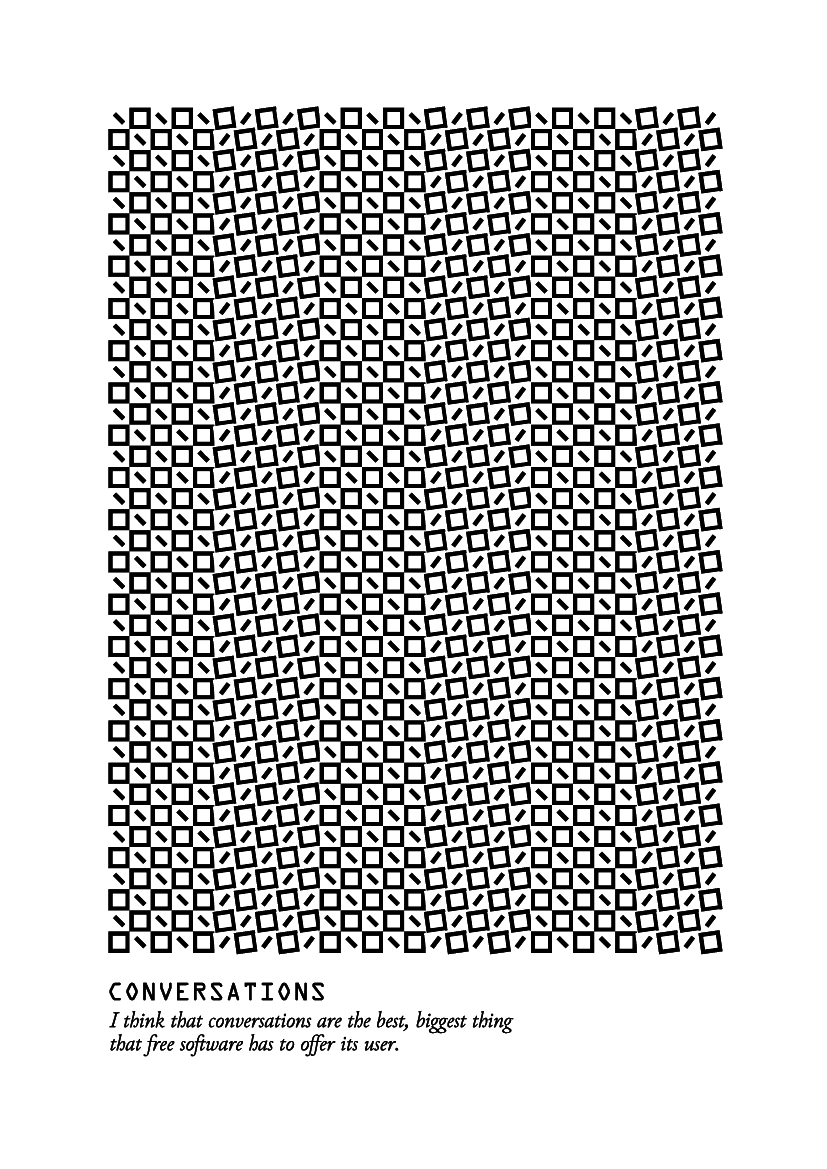 CONVERSATIONS
I think that conversations are the best, biggest thing
that free software has to offer its user.